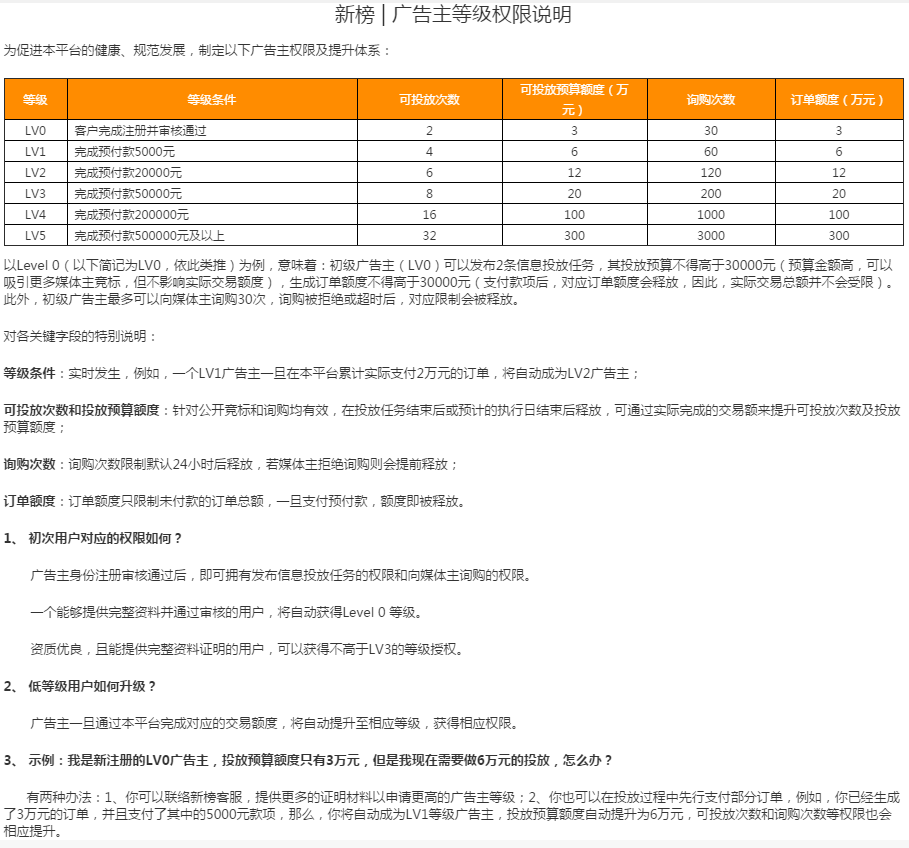 新榜 | 广告主等级权限说明
为促进本平台的健康、规范发展，制定以下广告主权限及提升体系：
等级 等级条件 可投放次数 可投放预算额度（万元） 询购次数 订单额度（万元）
LV0 客户完成注册并审核通过 2 3 30 3
LV1 完成预付款5000元 4 6 60 6
LV2 完成预付款20000元 6 12 120 12
LV3 完成预付款50000元 8 20 200 20
LV4 完成预付款200000元 16 100 1000 100
LV5 完成预付款500000元及以上 32 300 3000 300
以Level 0（以下简记为LV0，依此类推）为例，意味着：初级广告主（LV0）可以发布2条信息投放任务，其投放预算不得高于30000元（预算金额高，可以
吸引更多媒体主竞标，但不影响实际交易额度），生成订单额度不得高于30000元（支付款项后，对应订单额度会释放，因此，实际交易总额并不会受限）。
此外，初级广告主最多可以向媒体主询购30次，询购被拒绝或超时后，对应限制会被释放。
对各关键字段的特别说明：
等级条件：实时发生，例如，一个LV1广告主一旦在本平台累计实际支付2万元的订单，将自动成为LV2广告主；
可投放次数和投放预算额度：针对公开竞标和询购均有效，在投放任务结束后或预计的执行日结束后释放，可通过实际完成的交易额来提升可投放次数及投放
预算额度；
询购次数：询购次数限制默认24小时后释放，若媒体主拒绝询购则会提前释放；
订单额度：订单额度只限制未付款的订单总额，一旦支付预付款，额度即被释放。
1、 初次用户对应的权限如何？
广告主身份注册审核通过后，即可拥有发布信息投放任务的权限和向媒体主询购的权限。
一个能够提供完整资料并通过审核的用户，将自动获得Level 0 等级。
资质优良，且能提供完整资料证明的用户，可以获得不高于LV3的等级授权。
2、 低等级用户如何升级？
广告主一旦通过本平台完成对应的交易额度，将自动提升至相应等级，获得相应权限。
3、 示例：我是新注册的LV0广告主，投放预算额度只有3万元，但是我现在需要做6万元的投放，怎么办？
有两种办法：1、你可以联络新榜客服，提供更多的证明材料以申请更高的广告主等级；2、你也可以在投放过程中先行支付部分订单，例如，你已经生成
了3万元的订单，并且支付了其中的5000元款项，那么，你将自动成为LV1等级广告主，投放预算额度自动提升为6万元，可投放次数和询购次数等权限也会
相应提升。